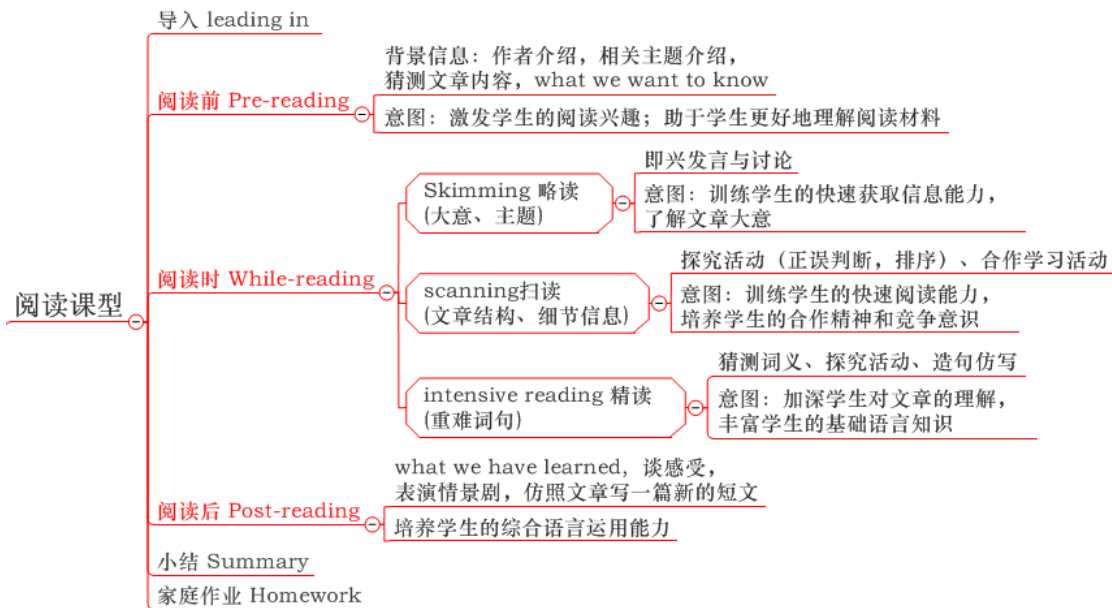 阅读课型
导入 leading in
阅读前 Pre-reading
背景信息：作者介绍，相关主题介绍，
猜测文章内容，what we want to know
意图：激发学生的阅读兴趣；助于学生更好地理解阅读材料
阅读时 While-reading
Skimming 略读
(大意、主题)
即兴发言与讨论
意图：训练学生的快速获取信息能力，
了解文章大意
scanning扫读
(文章结构、细节信息)
探究活动（正误判断，排序）、合作学习活动
意图：训练学生的快速阅读能力，
培养学生的合作精神和竞争意识
intensive reading 精读
(重难词句)
猜测词义、探究活动、造句仿写
意图：加深学生对文章的理解，
丰富学生的基础语言知识
阅读后 Post-reading
what we have learned，谈感受，
表演情景剧，仿照文章写一篇新的短文
培养学生的综合语言运用能力
小结 Summary
家庭作业 Homework